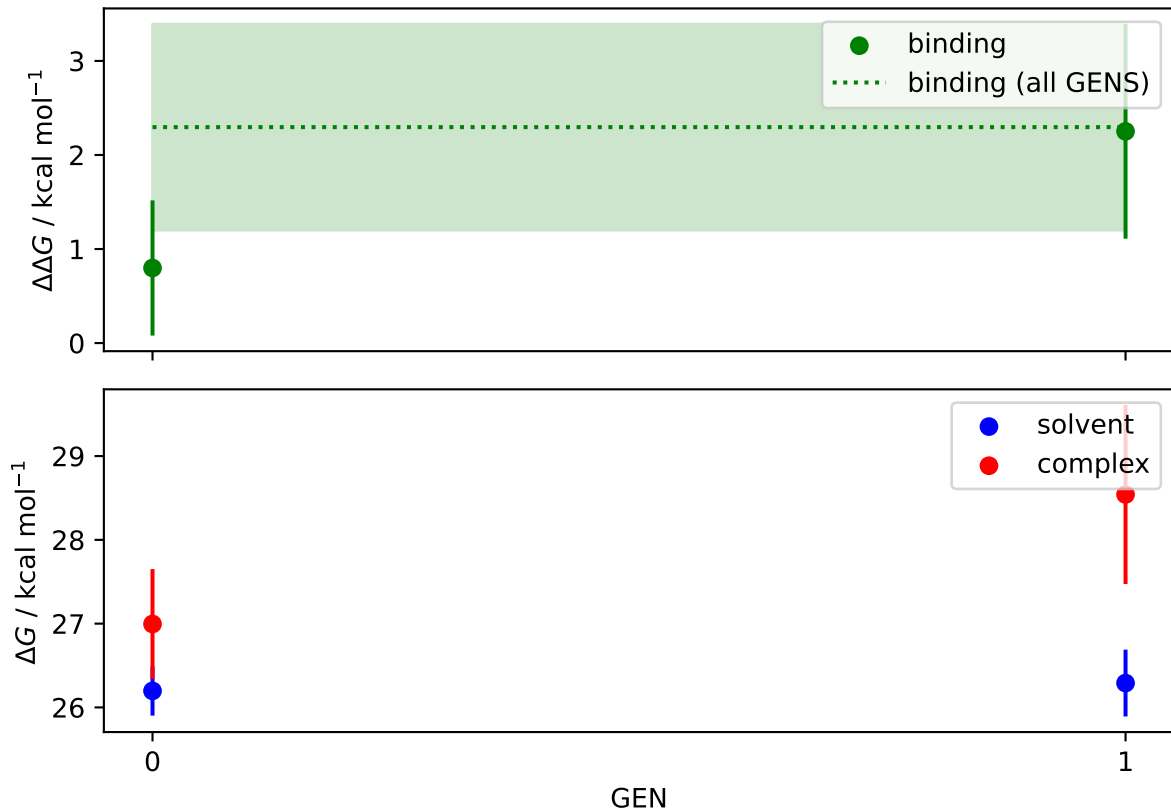 3
2
1
0
ΔΔG / kcal mol⁻¹
binding
binding (all GENS)
29
28
27
26
ΔG / kcal mol⁻¹
solvent
complex
0
1
GEN